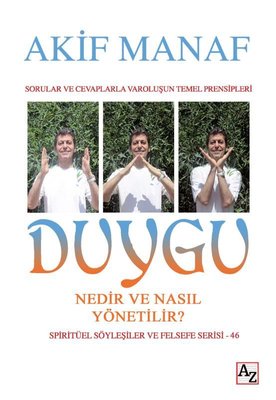 AKİF MANAF
SORULAR VE CEVAPLARLA VAROLUŞUN TEMEL PRENSİPLERİ
DUYGU
NEDİR VE NASIL
YÖNETİLİR?
SPİRİTÜEL SÖYLEŞİLER VE FELSEFE SERİSİ - 46
AZ